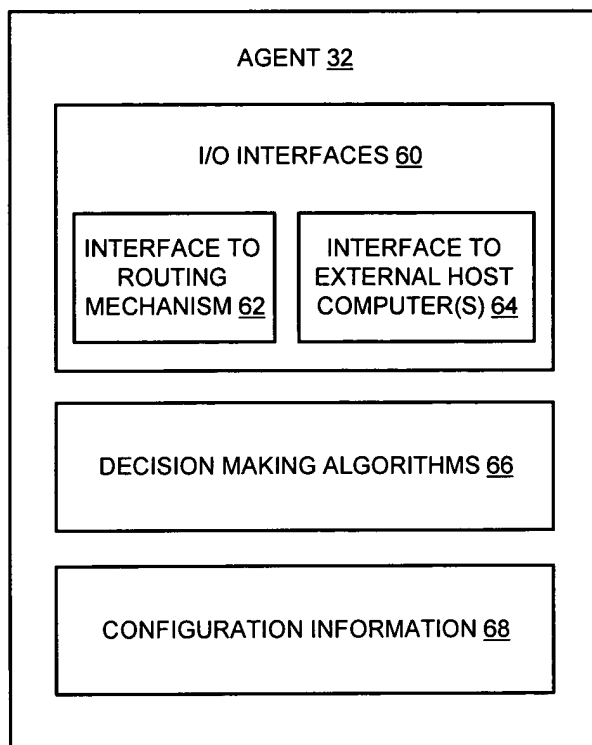 AGENT 32
I/O INTERFACES 60
INTERFACE TO
ROUTING
MECHANISM 62
INTERFACE TO
EXTERNAL HOST
COMPUTER(S) 64
DECISION MAKING ALGORITHMS 66
CONFIGURATION INFORMATION 68